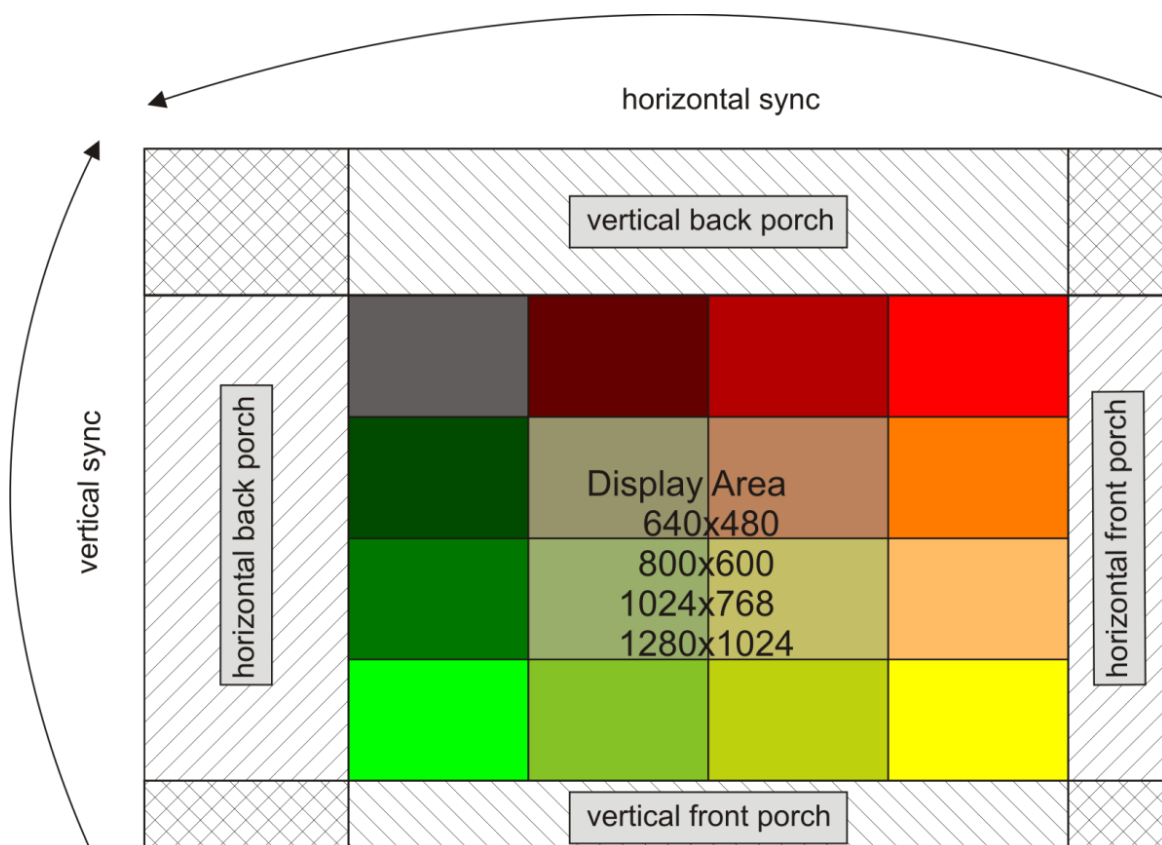 horizontal sync
vertical back porch
vertical sync
horizontal back porch
Display Area
640x480
800x600
1024x768
1280x1024
horizontal front porch
vertical front porch